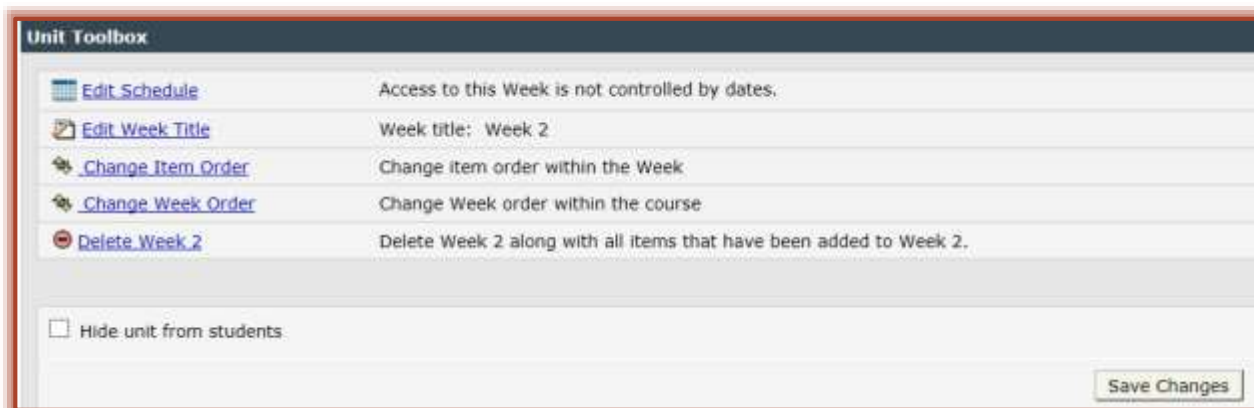 Unit Toolbox
Edit Schedule Access to this Week is not controlled by dates.
Edit Week Title Week title: Week 2
Change Item Order Change item order within the Week
Change Week Order Change Week order within the course
Delete Week 2 Delete Week 2 along with all items that have been added to Week 2.
Hide unit from students
Save Changes